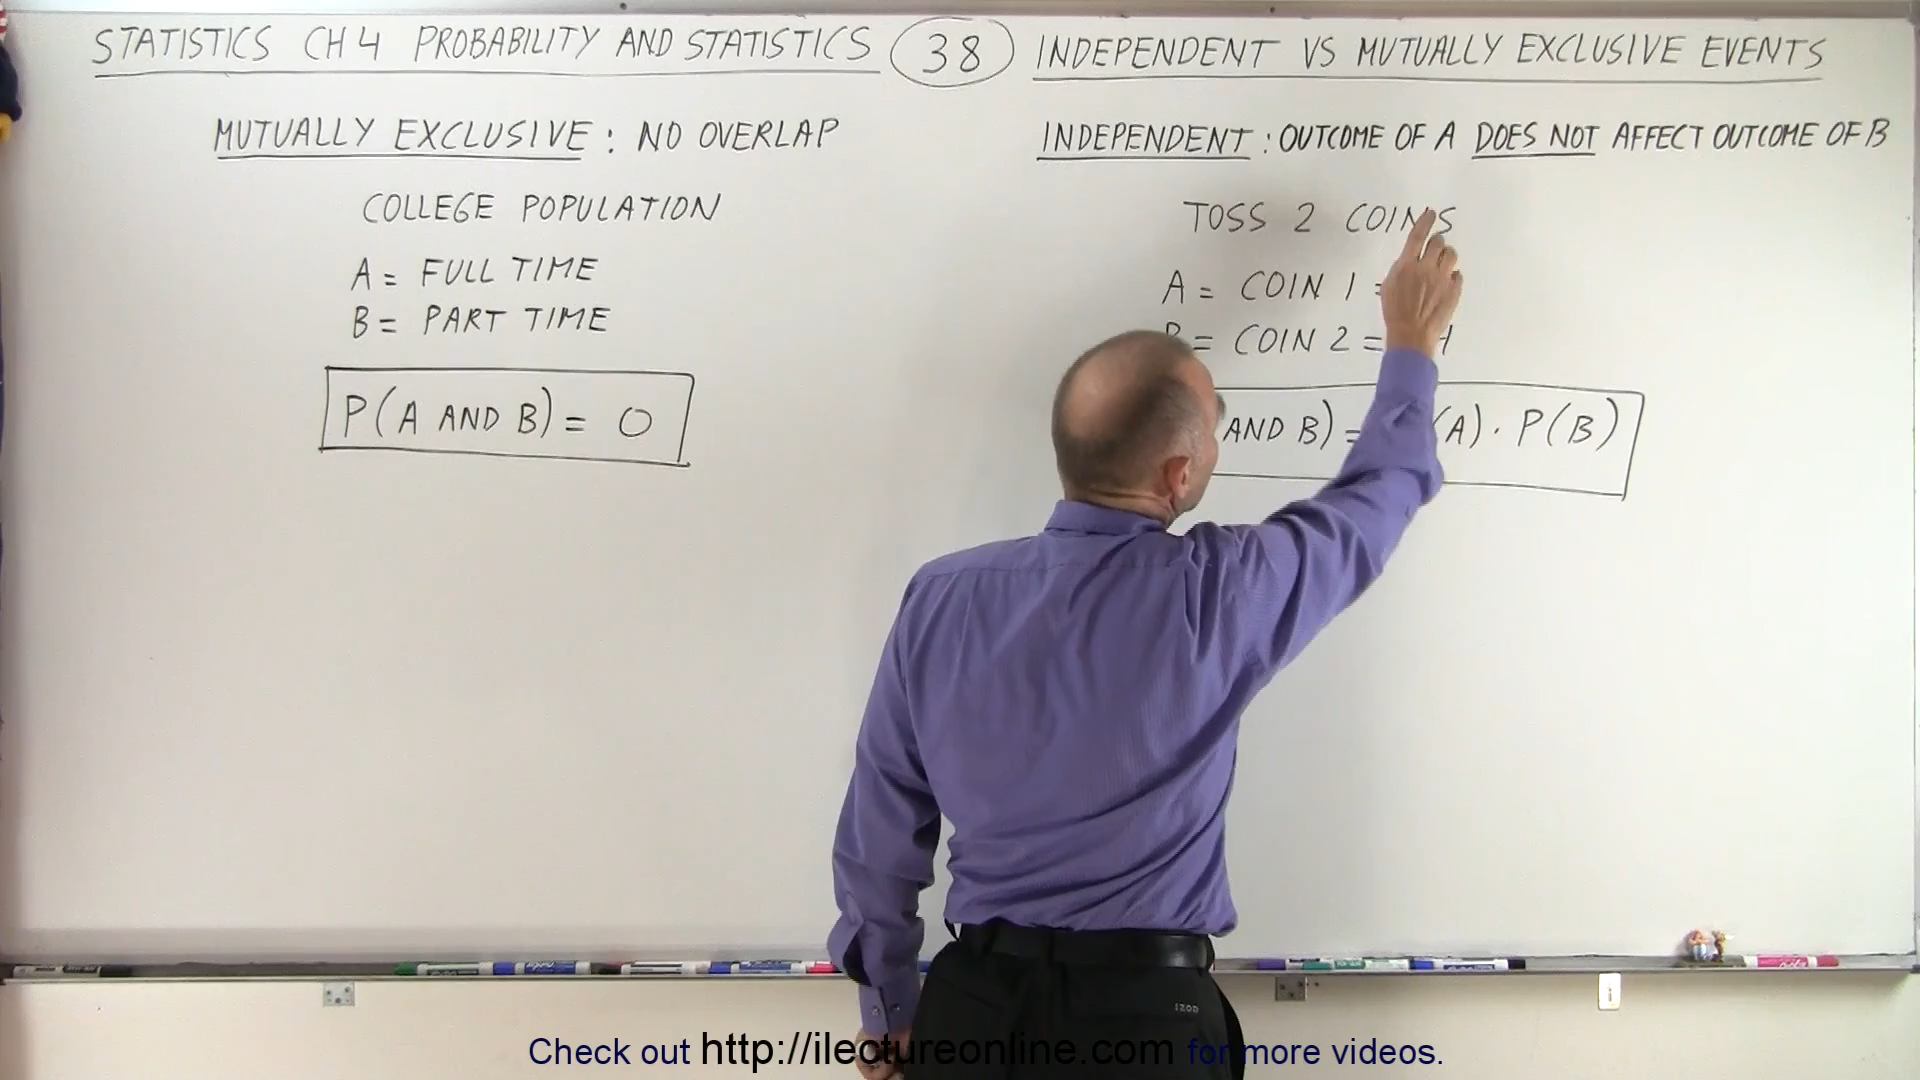 STATISTICS CH 4 PROBABILITY AND STATISTICS 38 INDEPENDENT VS MUTUALLY EXCLUSIVE EVENTS
MUTUALLY EXCLUSIVE : NO OVERLAP
COLLEGE POPULATION
A = FULL TIME
B = PART TIME
P(A AND B) = 0
INDEPENDENT : OUTCOME OF A DOES NOT AFFECT OUTCOME OF B
TOSS 2 COINS
A = COIN 1 =
= COIN 2 =
AND B) = (A) · P(B)
IZOD
Check out http://ilectureonline.com for more videos.